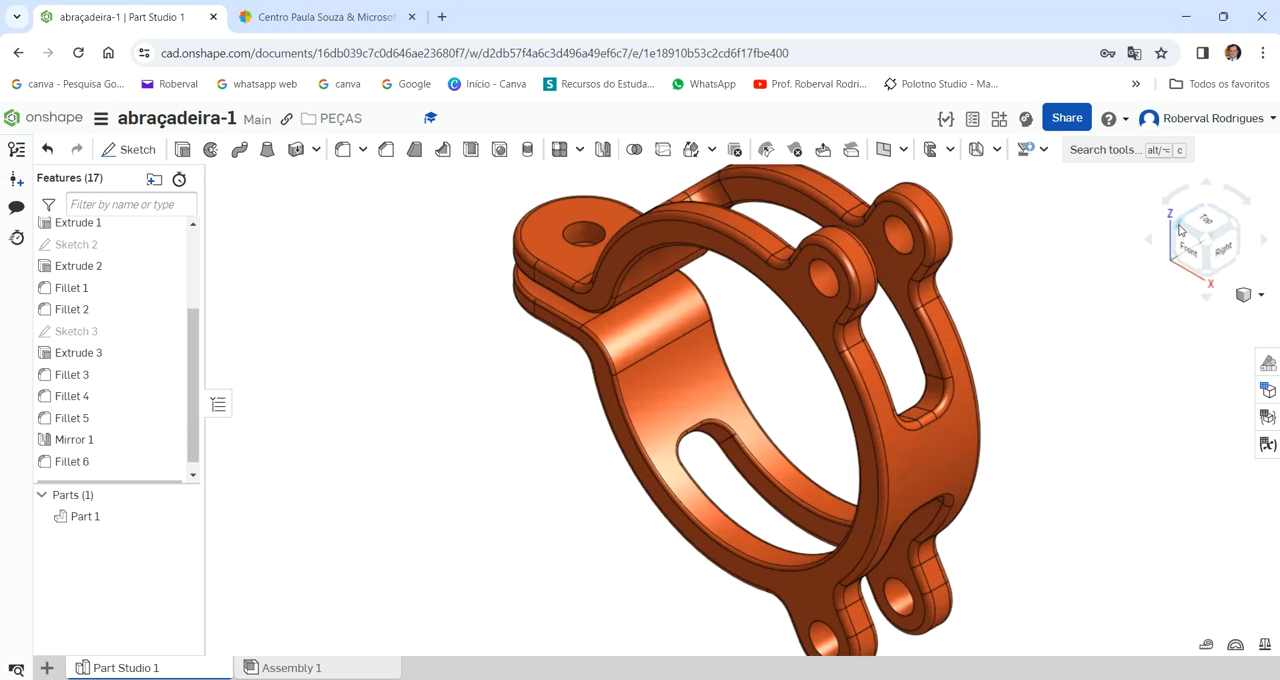 abraçadeira-1 | Part Studio 1
Centro Paula Souza & Microsof
cad.onshape.com/documents/16db039c7c0d646ae23680f7/w/d2db57f4a6c3d496a49ef6c7/e/1e18910b53c2cd6f17fbe400
canva - Pesquisa Go...
Roberval
whatsapp web
canva
Google
Início - Canva
Recursos do Estuda...
WhatsApp
Prof. Roberval Rodri...
Polotno Studio - Ma...
»
Todos os favoritos
onshape
abraçadeira-1
Main
PEÇAS
Share
Roberval Rodrigues
Sketch
Search tools...
alt/⌥
c
Features (17)
Filter by name or type
Extrude 1
Sketch 2
Extrude 2
Fillet 1
Fillet 2
Sketch 3
Extrude 3
Fillet 3
Fillet 4
Fillet 5
Mirror 1
Fillet 6
Parts (1)
Part 1
Z
Top
Front
Right
X
Part Studio 1
Assembly 1